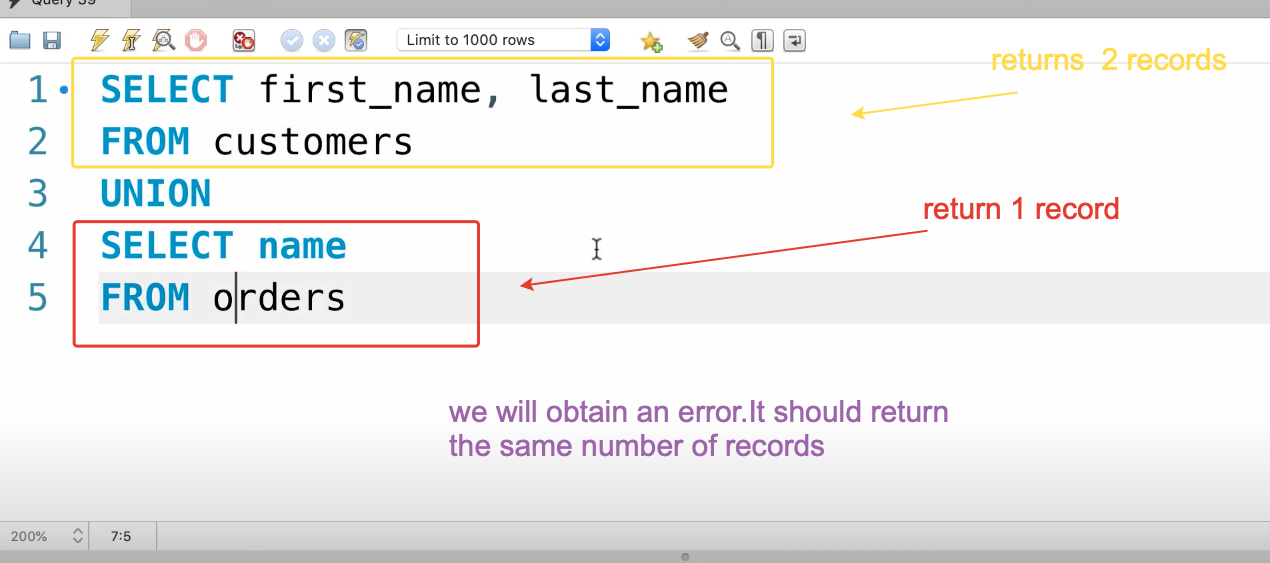 Query 39
Limit to 1000 rows
returns  2 records
1 SELECT first_name, last_name
2 FROM customers
3 UNION
return 1 record
4 SELECT name
5 FROM orders
we will obtain an error.It should return
the same number of records
200% 7:5